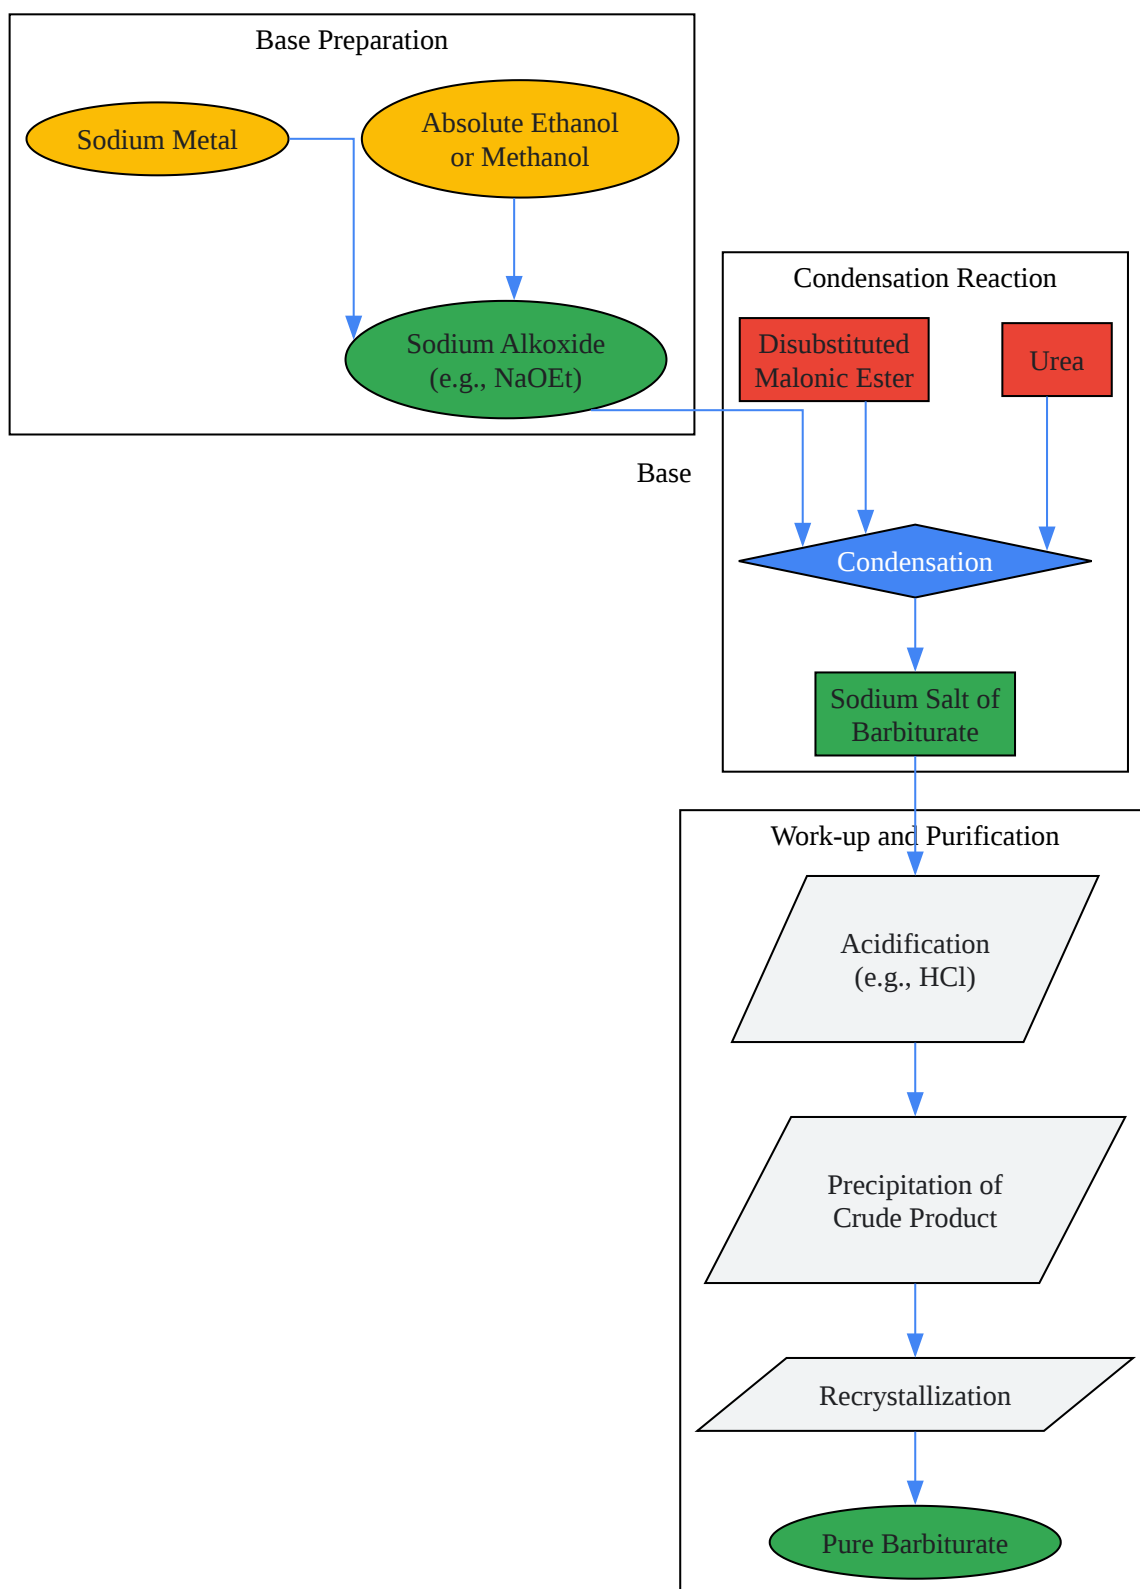 Base Preparation
Sodium Metal
Absolute Ethanol
or Methanol
Sodium Alkoxide
(e.g., NaOEt)
Base
Condensation Reaction
Disubstituted
Malonic Ester
Urea
Condensation
Sodium Salt of
Barbiturate
Work-up and Purification
Acidification
(e.g., HCl)
Precipitation of
Crude Product
Recrystallization
Pure Barbiturate